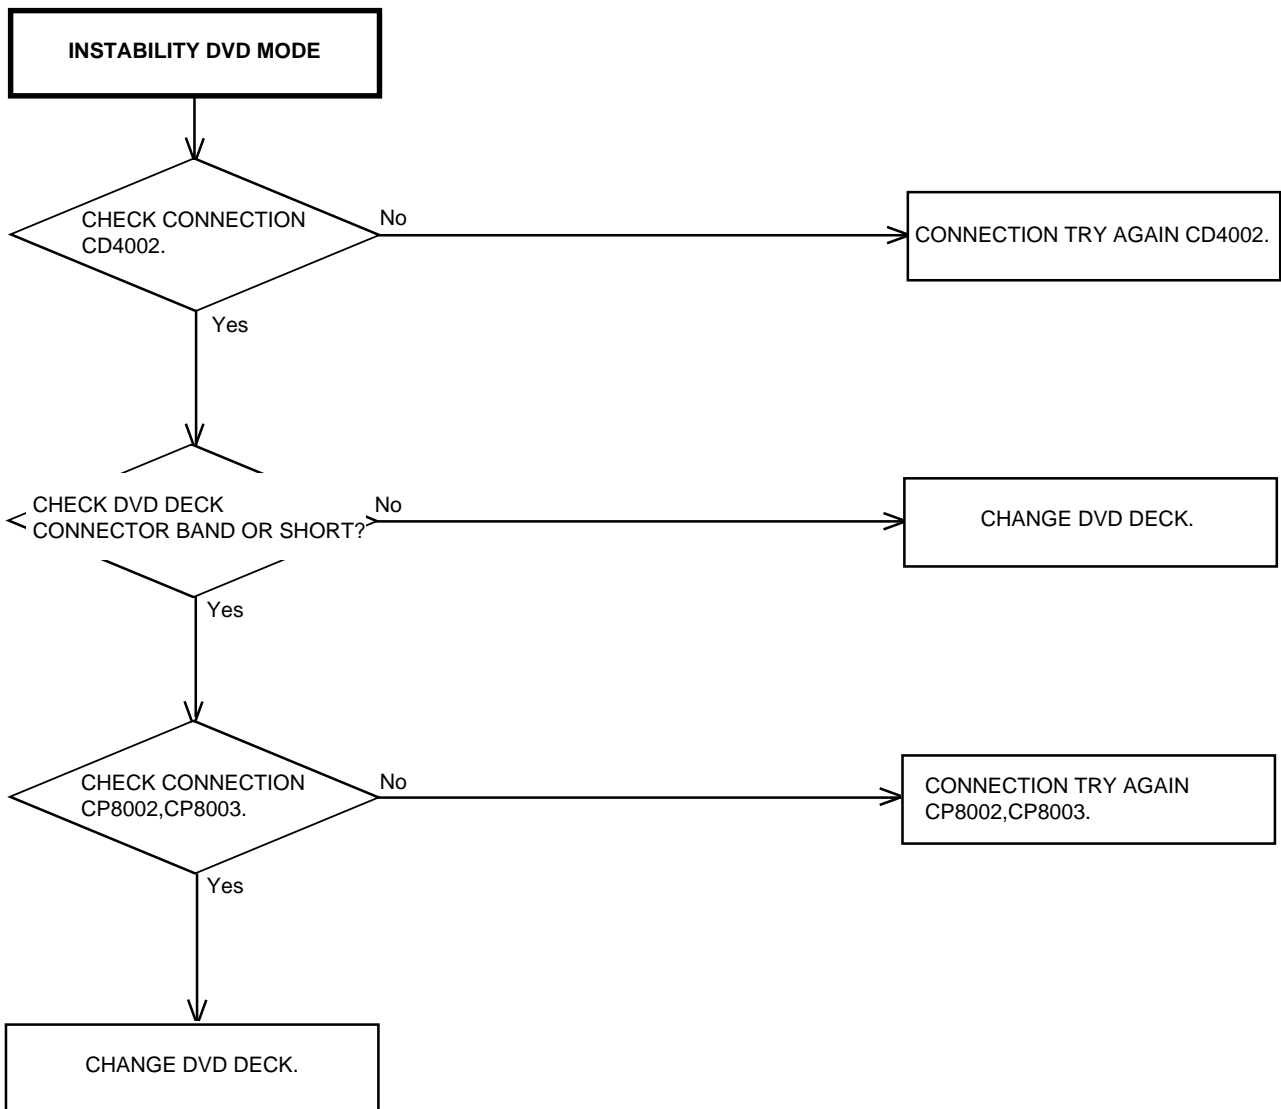 INSTABILITY DVD MODE
CHECK CONNECTION
CD4002.
No
CONNECTION TRY AGAIN CD4002.
Yes
CHECK DVD DECK
CONNECTOR BAND OR SHORT?
No
CHANGE DVD DECK.
Yes
CHECK CONNECTION
CP8002,CP8003.
No
CONNECTION TRY AGAIN
CP8002,CP8003.
Yes
CHANGE DVD DECK.